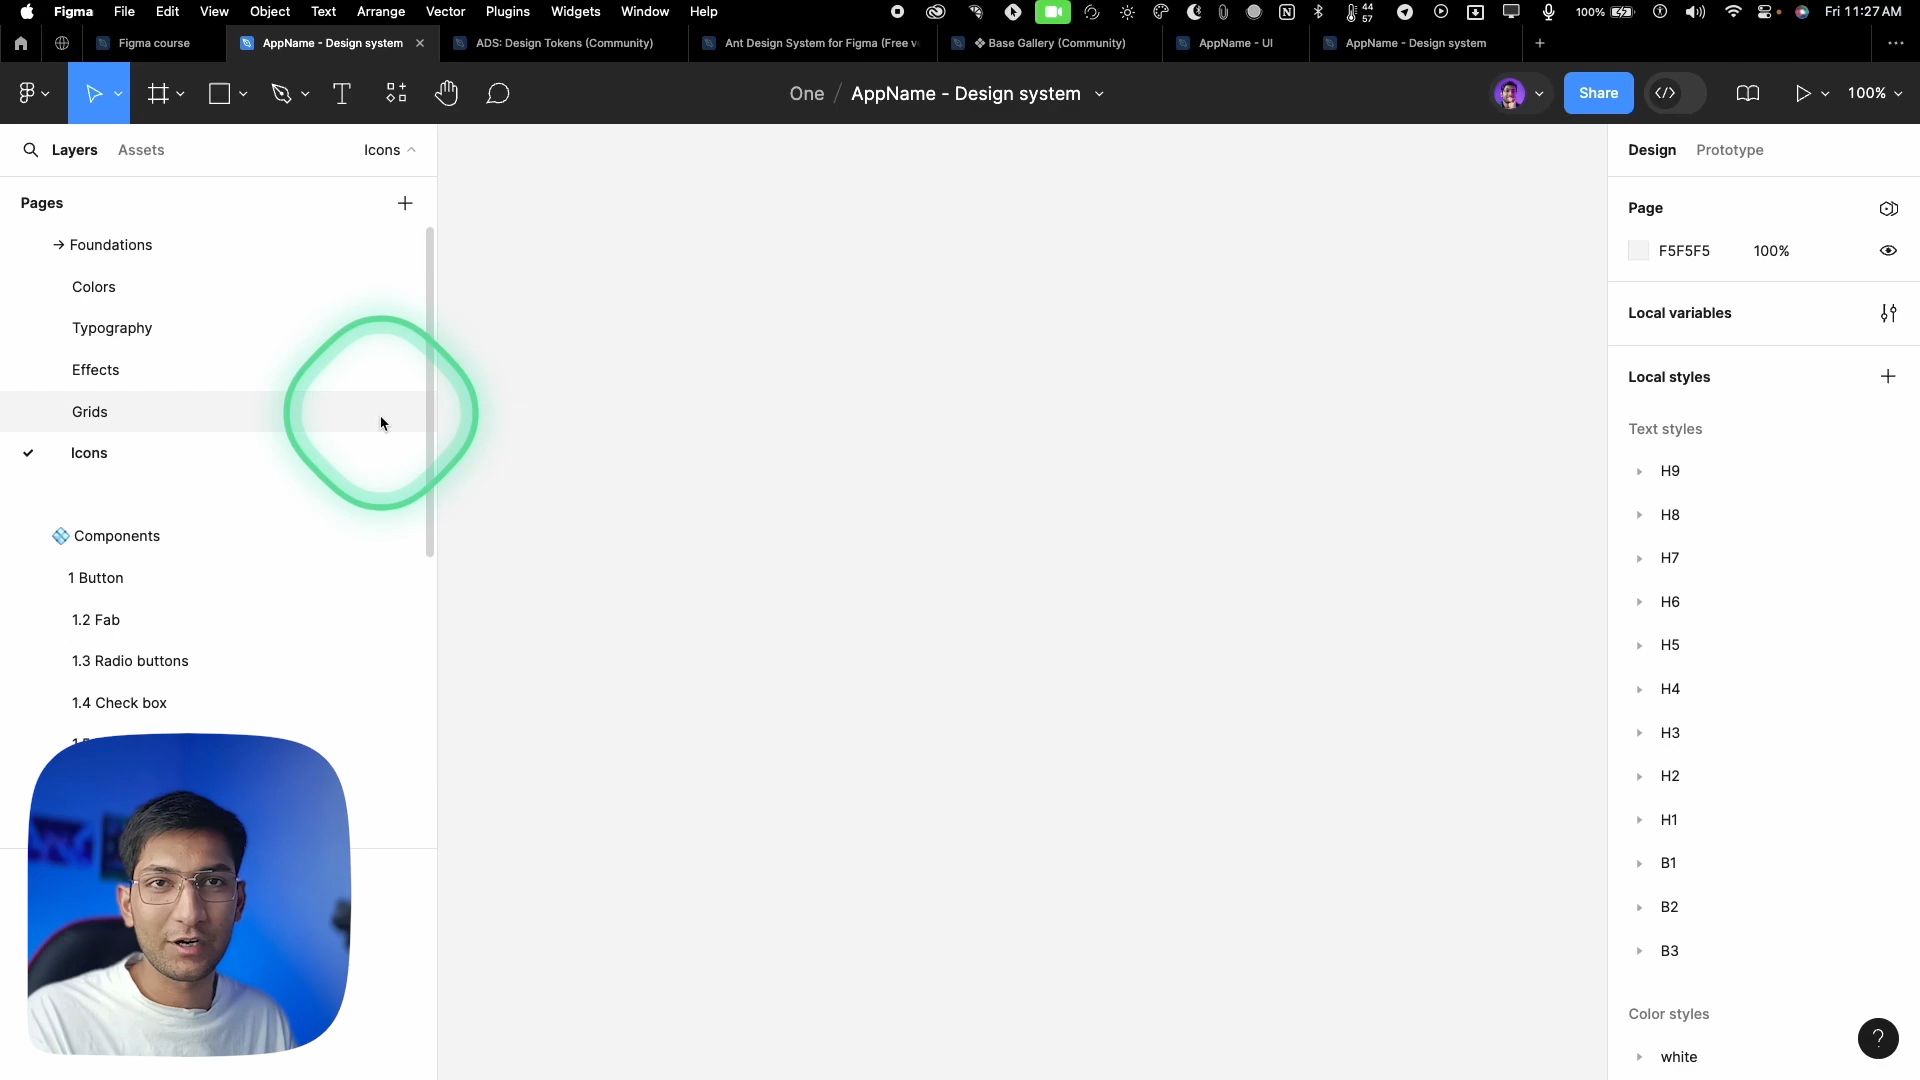 Figma File Edit View Object Text Arrange Vector Plugins Widgets Window Help 44 57 100% Fri 11:27 AM
Figma course AppName - Design system ADS: Design Tokens (Community) Ant Design System for Figma (Free v ❖ Base Gallery (Community) AppName - UI AppName - Design system
One / AppName - Design system Share 100%
Layers Assets Icons
Design Prototype
Pages
Page
→ Foundations
F5F5F5 100%
Colors
Local variables
Typography
Effects
Local styles
Grids
Text styles
Icons
H9
H8
Components
H7
1 Button
H6
1.2 Fab
H5
1.3 Radio buttons
H4
1.4 Check box
H3
H2
H1
B1
B2
B3
Color styles
?
white